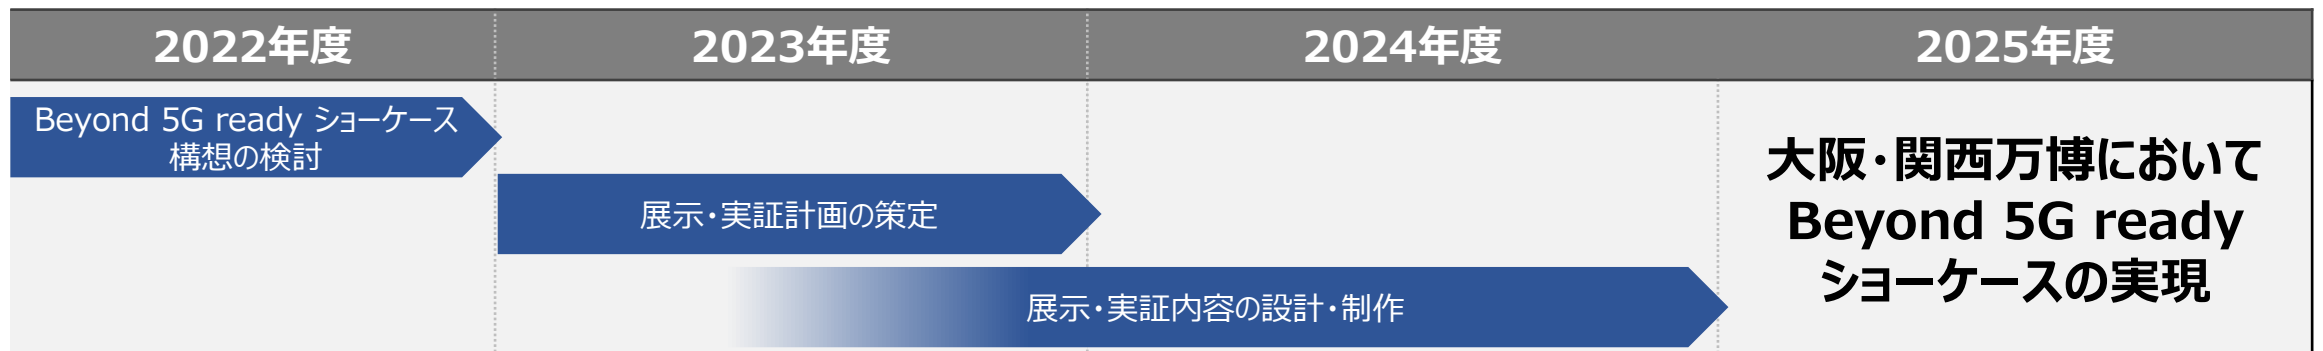 2022年度 2023年度 2024年度 2025年度
Beyond 5G ready ショーケース
構想の検討
展示・実証計画の策定
展示・実証内容の設計・制作
大阪・関西万博において
Beyond 5G ready
ショーケースの実現